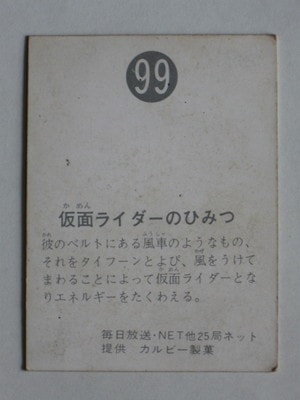 99
仮面ライダーのひみつ
彼のベルトにある風車のようなもの、
それをタイフーンとよび、風をうけて
まわることによって仮面ライダーとな
りエネルギーをたくわえる。
毎日放送・NET他25局ネット
提供 カルビー製菓